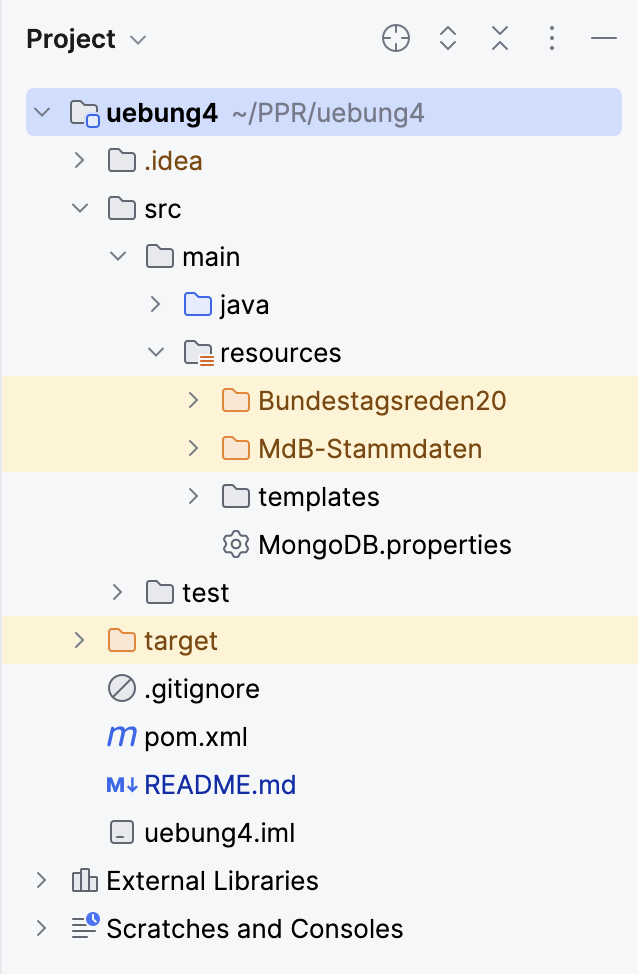 Project
uebung4 ~/PPR/uebung4
.idea
src
main
java
resources
Bundestagsreden20
MdB-Stammdaten
templates
MongoDB.properties
test
target
.gitignore
m pom.xml
M↓ README.md
uebung4.iml
External Libraries
Scratches and Consoles